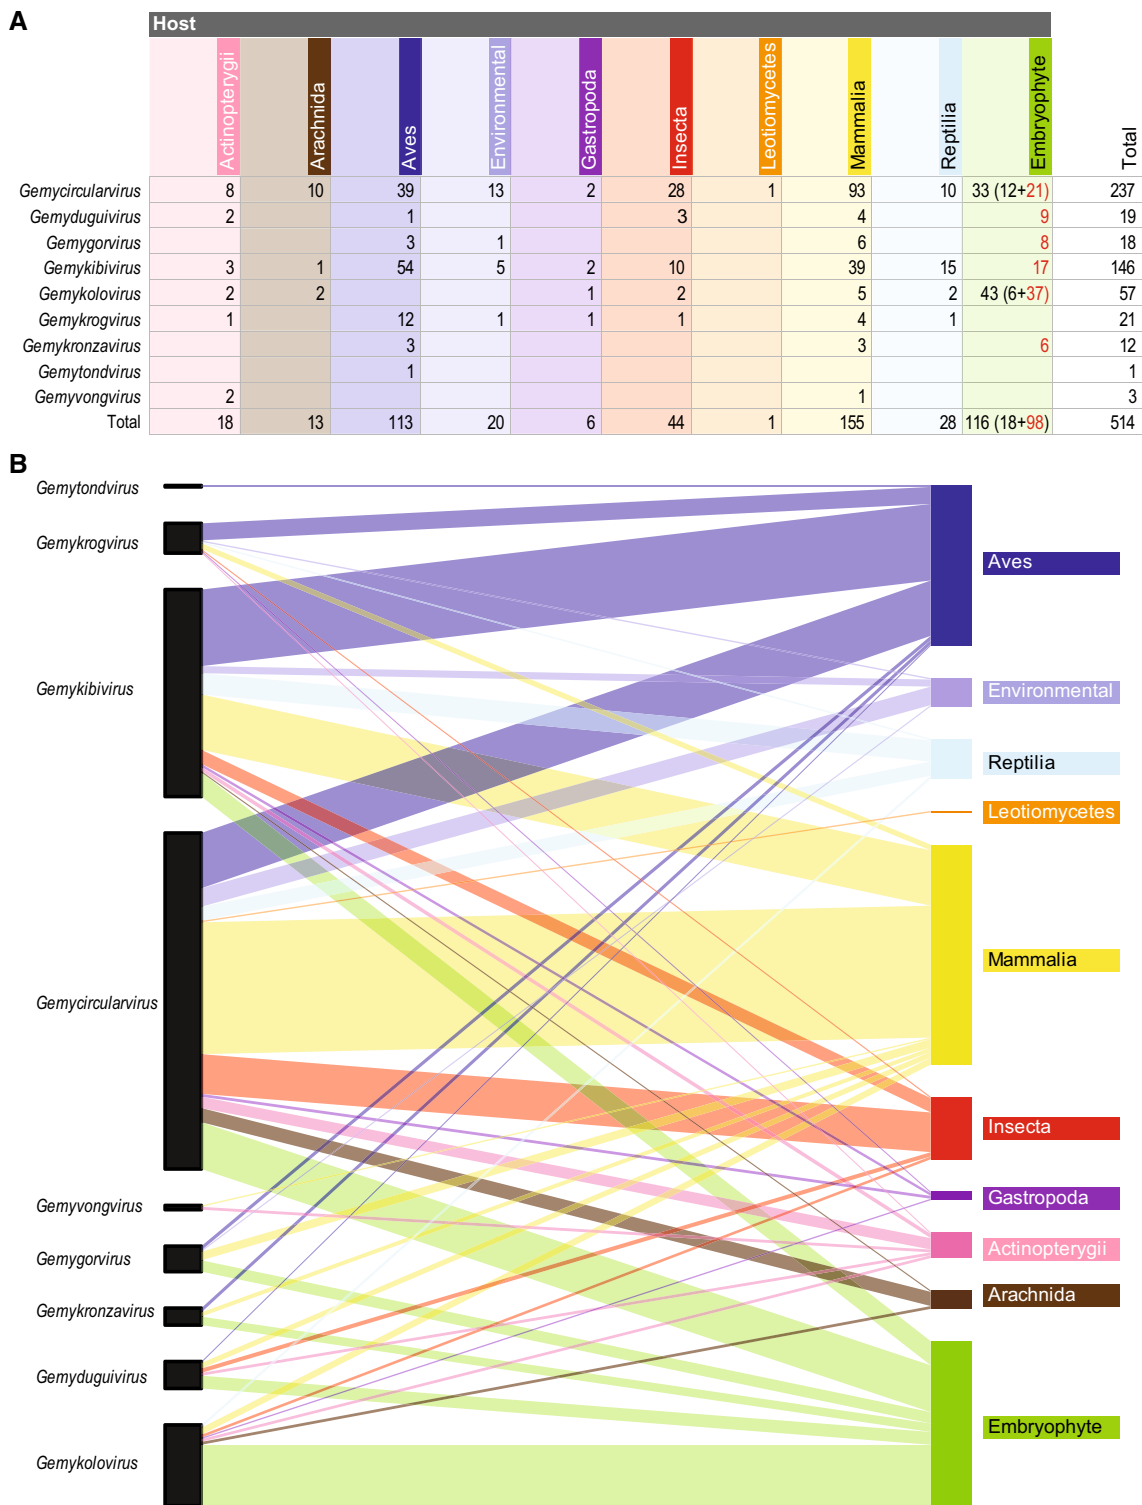 A
Host
Actinopterygii Arachnida Aves Environmental Gastropoda Insecta Leotiomycetes Mammalia Reptilia Embryophyte Total
Gemycircularvirus 8 10 39 13 2 28 1 93 10 33 (12+21) 237
Gemyduguivirus 2 1 3 4 9 19
Gemygorvirus 3 1 6 8 18
Gemykibivirus 3 1 54 5 2 10 39 15 17 146
Gemykolovirus 2 2 1 2 5 2 43 (6+37) 57
Gemykrogvirus 1 12 1 1 1 4 1 21
Gemykronzavirus 3 3 6 12
Gemytondvirus 1 1
Gemyvongvirus 2 1 3
Total 18 13 113 20 6 44 1 155 28 116 (18+98) 514
B
Gemytondvirus
Gemykrogvirus
Aves
Gemykibivirus
Environmental
Reptilia
Leotiomycetes
Mammalia
Gemycircularvirus
Insecta
Gastropoda
Gemyvongvirus
Actinopterygii
Gemygorvirus
Arachnida
Gemykronzavirus
Gemyduguivirus
Embryophyte
Gemykolovirus